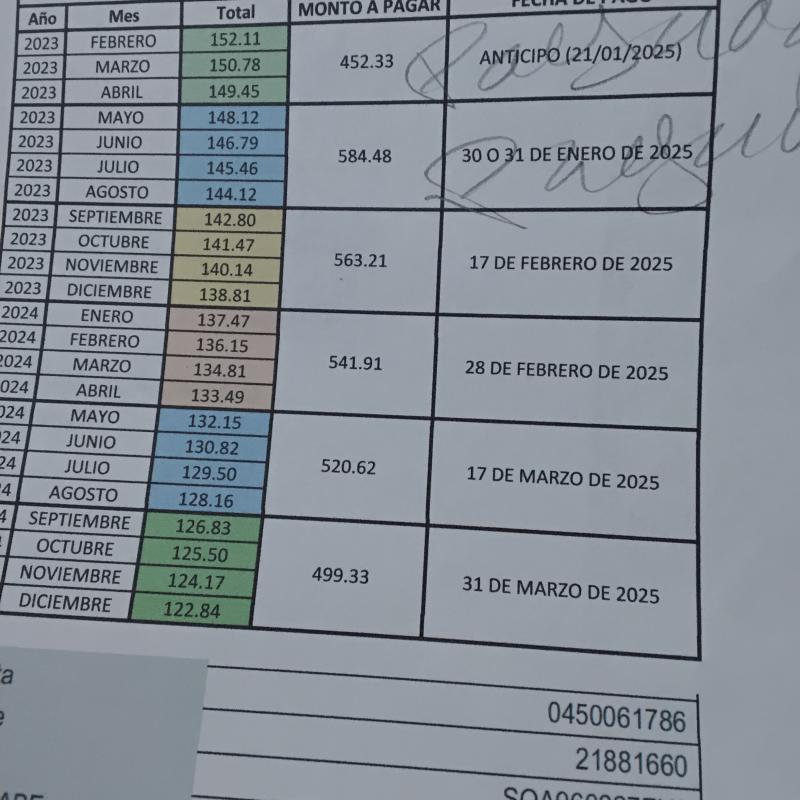 Año Mes Total MONTO A PAGAR
2023 FEBRERO 152.11
2023 MARZO 150.78 452.33 ANTICIPO (21/01/2025)
2023 ABRIL 149.45
2023 MAYO 148.12
2023 JUNIO 146.79
584.48 30 O 31 DE ENERO DE 2025
2023 JULIO 145.46
2023 AGOSTO 144.12
2023 SEPTIEMBRE 142.80
2023 OCTUBRE 141.47
563.21 17 DE FEBRERO DE 2025
2023 NOVIEMBRE 140.14
2023 DICIEMBRE 138.81
2024 ENERO 137.47
2024 FEBRERO 136.15
541.91 28 DE FEBRERO DE 2025
2024 MARZO 134.81
2024 ABRIL 133.49
024 MAYO 132.15
24 JUNIO 130.82
520.62 17 DE MARZO DE 2025
24 JULIO 129.50
4 AGOSTO 128.16
4 SEPTIEMBRE 126.83
OCTUBRE 125.50
499.33 31 DE MARZO DE 2025
NOVIEMBRE 124.17
DICIEMBRE 122.84
0450061786
21881660